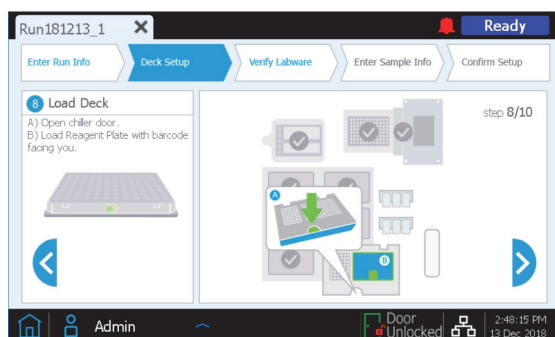 Run181213_1
Ready
Enter Run Info
Deck Setup
Verify Labware
Enter Sample Info
Confirm Setup
8 Load Deck
A) Open chiller door.
B) Load Reagent Plate with barcode
facing you.
step 8/10
A
B
Admin
Door
Unlocked
2:48:15 PM
13 Dec 2018